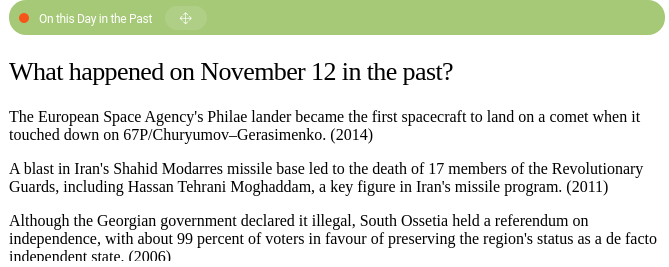 On this Day in the Past
What happened on November 12 in the past?
The European Space Agency's Philae lander became the first spacecraft to land on a comet when it
touched down on 67P/Churyumov–Gerasimenko. (2014)
A blast in Iran's Shahid Modarres missile base led to the death of 17 members of the Revolutionary
Guards, including Hassan Tehrani Moghaddam, a key figure in Iran's missile program. (2011)
Although the Georgian government declared it illegal, South Ossetia held a referendum on
independence, with about 99 percent of voters in favour of preserving the region's status as a de facto
independent state. (2006)